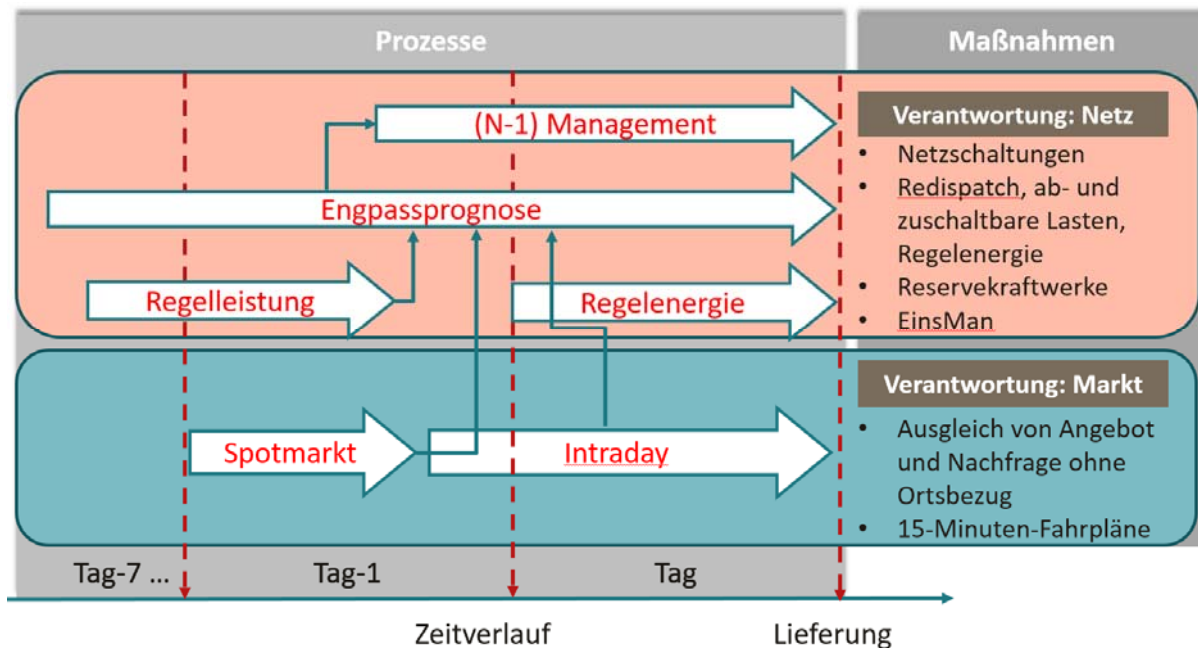 Prozesse
Maßnahmen
(N-1) Management
Engpassprognose
Regelleistung
Regelenergie
Verantwortung: Netz
• Netzschaltungen
• Redispatch, ab- und
zuschaltbare Lasten,
Regelenergie
• Reservekraftwerke
• EinsMan
Spotmarkt
Intraday
Verantwortung: Markt
• Ausgleich von Angebot
und Nachfrage ohne
Ortsbezug
• 15-Minuten-Fahrpläne
Tag-7 ...
Tag-1
Tag
Zeitverlauf
Lieferung